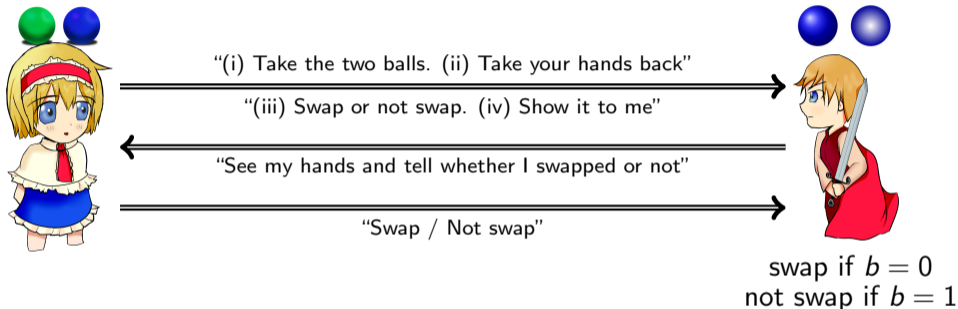 “(i) Take the two balls. (ii) Take your hands back”
“(iii) Swap or not swap. (iv) Show it to me”
“See my hands and tell whether I swapped or not”
“Swap / Not swap”
swap if b = 0
not swap if b = 1